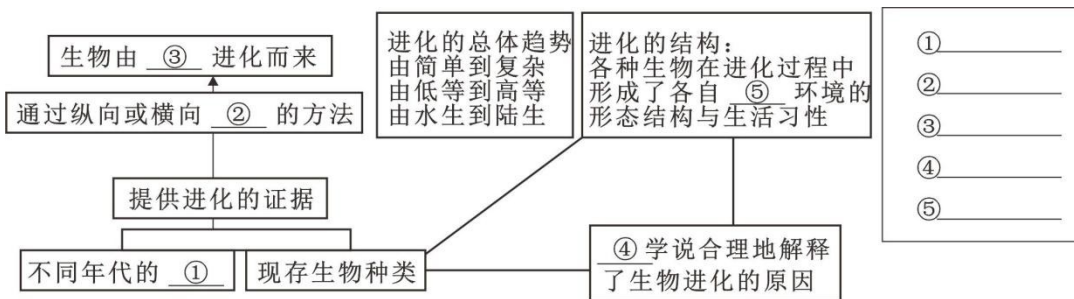 生物由 ③ 进化而来
通过纵向或横向 ② 的方法
提供进化的证据
不同年代的 ①
现存生物种类
进化的总体趋势
由简单到复杂
由低等到高等
由水生到陆生
进化的结构：
各种生物在进化过程中
形成了各自 ⑤ 环境的
形态结构与生活习性
④ 学说合理地解释
了生物进化的原因
①
②
③
④
⑤